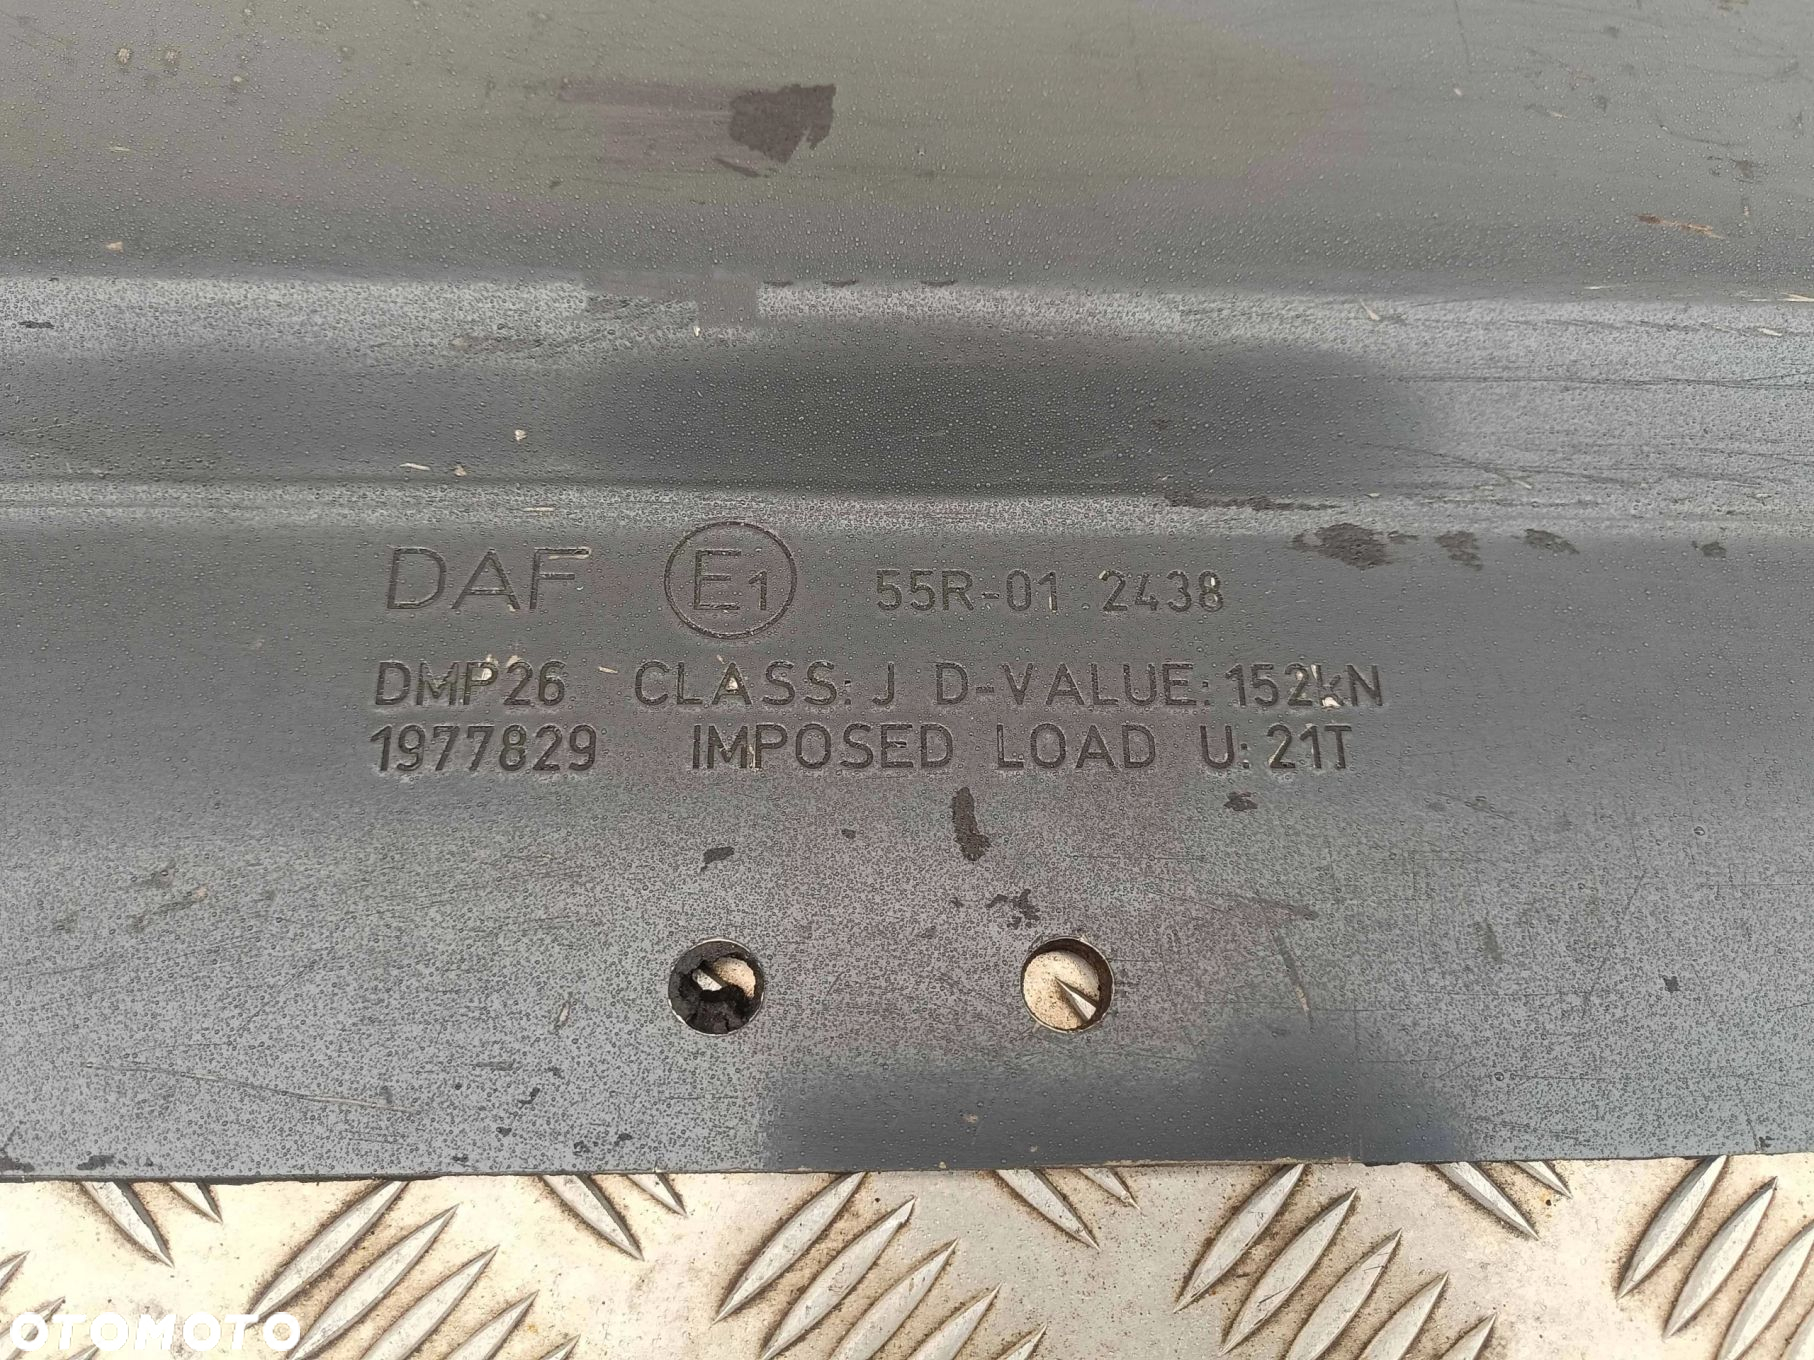 DAF E1 55R-01 2438
DMP26 CLASS: J D-VALUE: 152kN
1977829 IMPOSED LOAD U: 21T
OTOMOTO